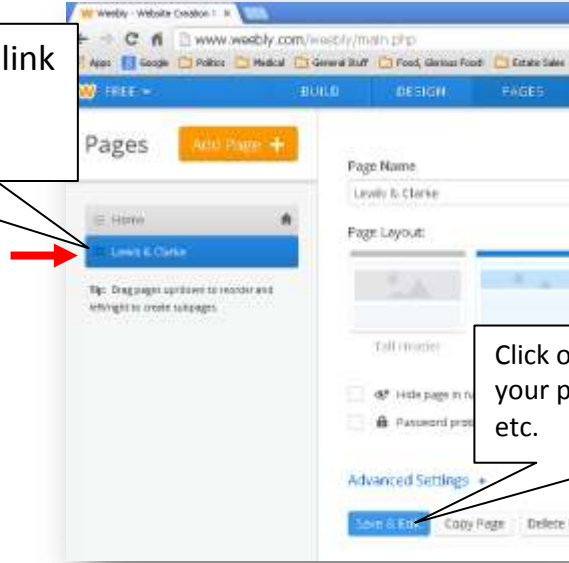 Weebly - Website Creation
link
www.weebly.com/weebly/main.php
Apps Google Politics Medical General Stuff Food, Glorious Food! Estate Sales
FREE BUILD DESIGN PAGES
Pages
Add Page +
Page Name
Lewis & Clarke
Home
Page Layout:
Lewis & Clarke
Tip: Drag pages up/down to reorder and
left/right to create subpages.
Tall Header
Click o
your p
etc.
Hide page in na
Password prot
Advanced Settings +
Save & Edit Copy Page Delete